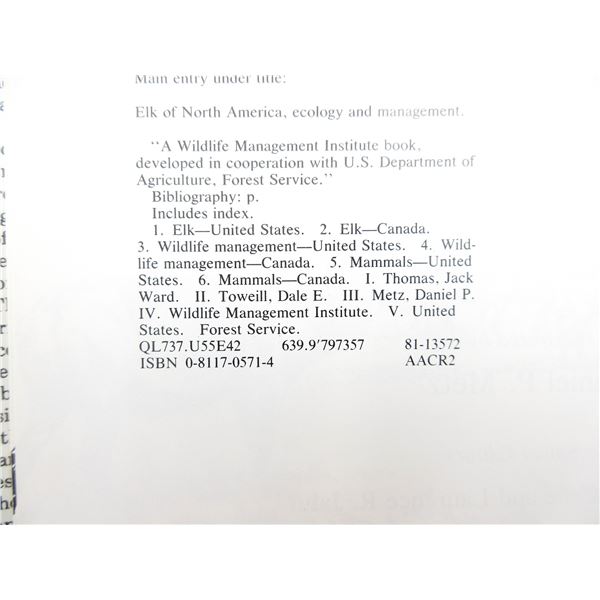 Main entry under title:
Elk of North America, ecology and management.
"A Wildlife Management Institute book,
developed in cooperation with U.S. Department of
Agriculture, Forest Service."
Bibliography: p.
Includes index.
1. Elk—United States. 2. Elk—Canada.
3. Wildlife management—United States. 4. Wild-
life management—Canada. 5. Mammals—United
States. 6. Mammals—Canada. I. Thomas, Jack
Ward. II. Toweill, Dale E. III. Metz, Daniel P.
IV. Wildlife Management Institute. V. United
States. Forest Service.
QL737.U55E42 639.9'797357 81-13572
ISBN 0-8117-0571-4 AACR2